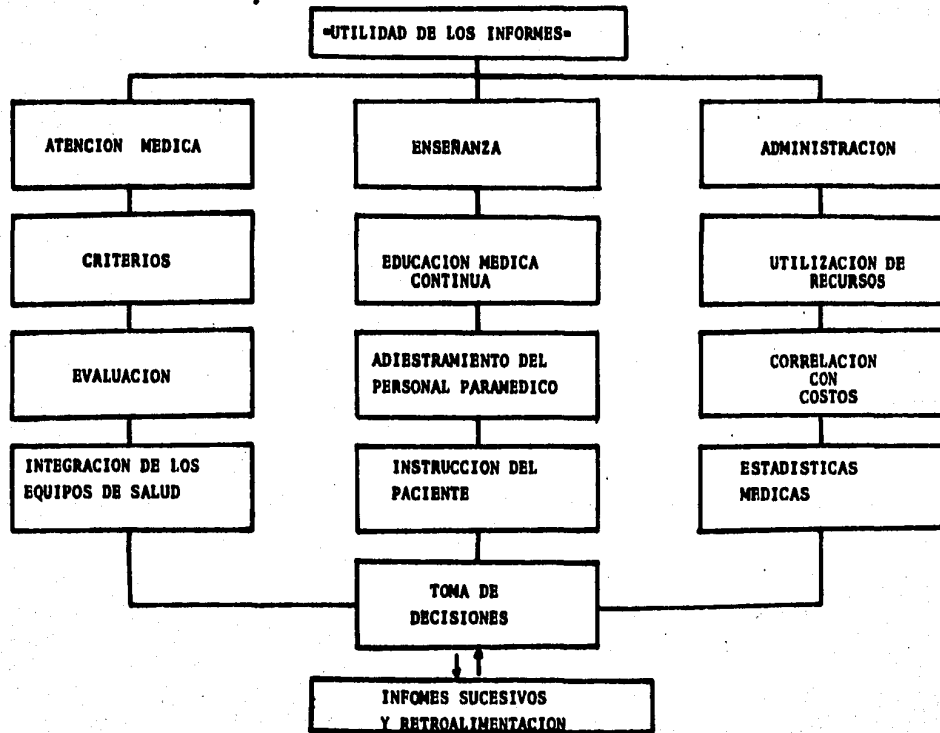 =UTILIDAD DE LOS INFORMES=
ATENCION MEDICA
ENSEÑANZA
ADMINISTRACION
CRITERIOS
EDUCACION MEDICA
CONTINUA
UTILIZACION DE
RECURSOS
EVALUACION
ADIESTRAMIENTO DEL
PERSONAL PARAMEDICO
CORRELACION
CON
COSTOS
INTEGRACION DE LOS
EQUIPOS DE SALUD
INSTRUCCION DEL
PACIENTE
ESTADISTICAS
MEDICAS
TOMA DE
DECISIONES
INFOMES SUCESIVOS
Y RETROALIMENTACION